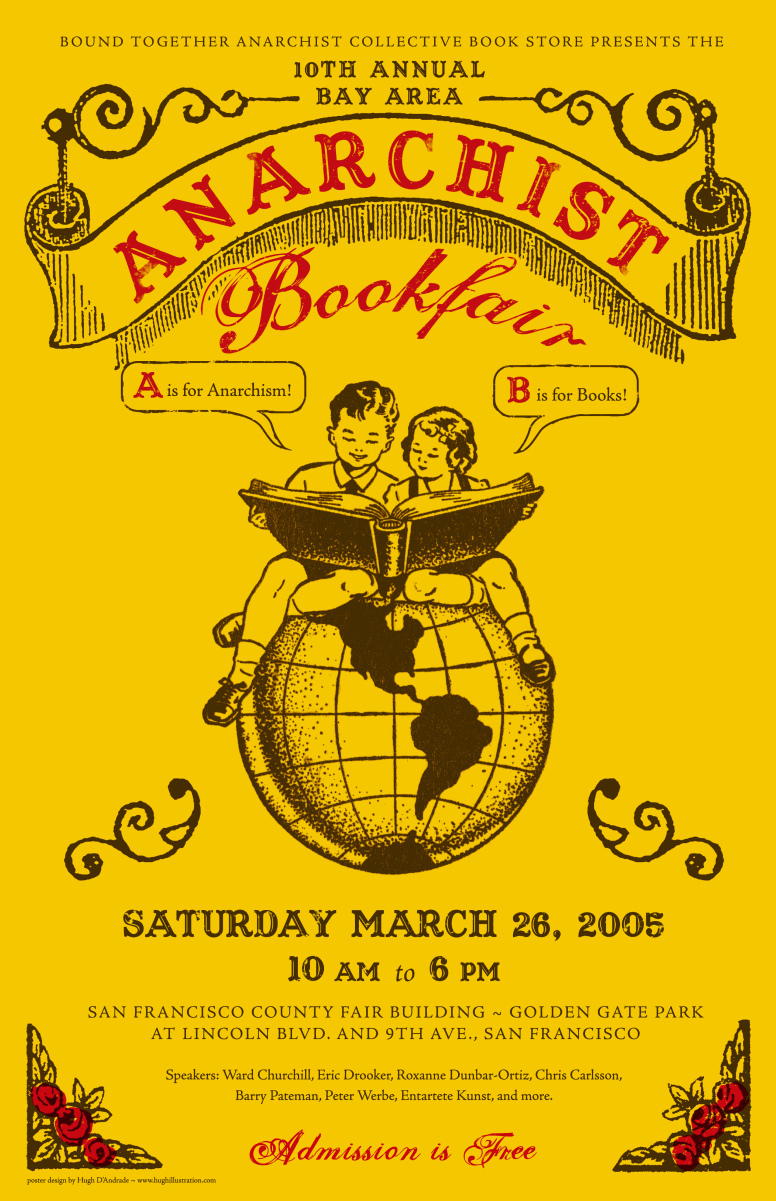 BOUND TOGETHER ANARCHIST COLLECTIVE BOOK STORE PRESENTS THE
10TH ANNUAL
BAY AREA
ANARCHIST
Bookfair
A is for Anarchism!
B is for Books!
SATURDAY MARCH 26, 2005
10 AM to 6 PM
SAN FRANCISCO COUNTY FAIR BUILDING ~ GOLDEN GATE PARK
AT LINCOLN BLVD. AND 9TH AVE., SAN FRANCISCO
Speakers: Ward Churchill, Eric Drooker, Roxanne Dunbar-Ortiz, Chris Carlsson,
Barry Pateman, Peter Werbe, Entartete Kunst, and more.
Admission is Free
poster design by Hugh D'Andrade ~ www.hughillustration.com